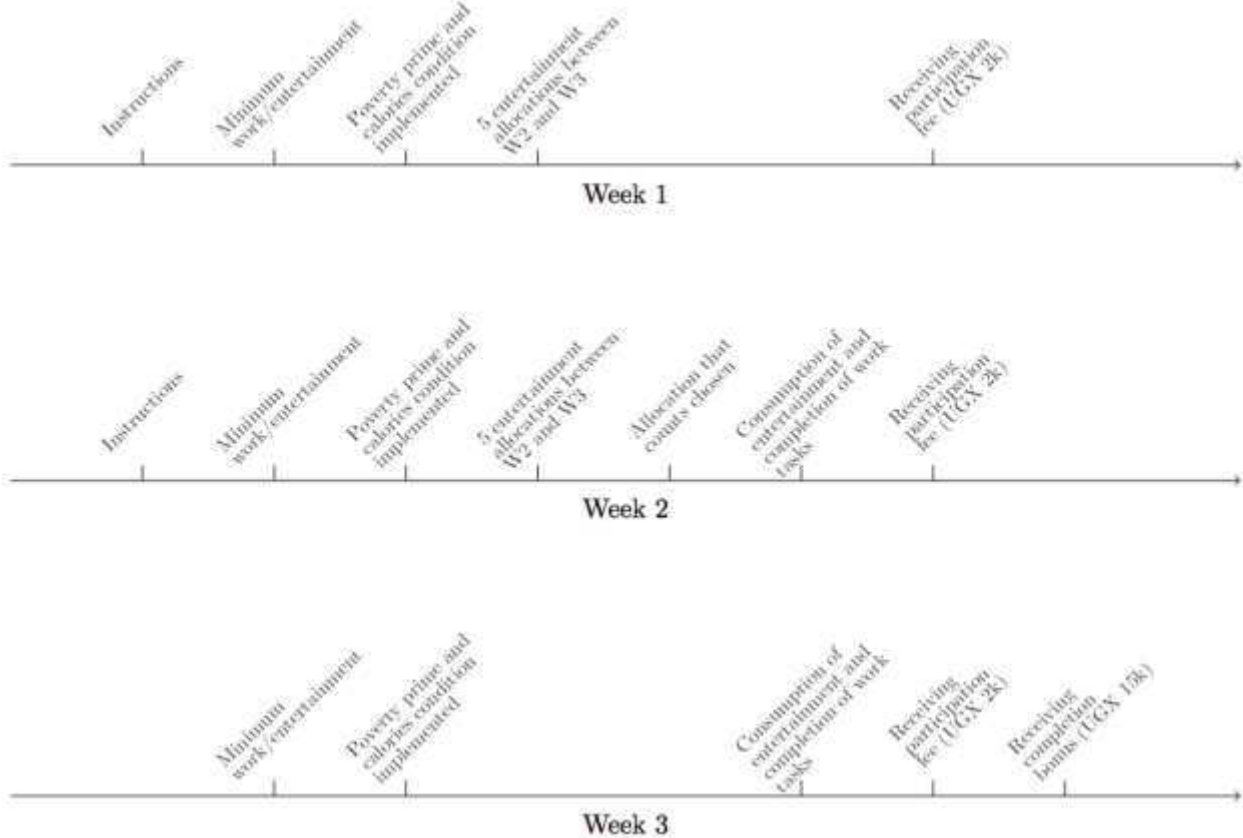 Instructions
Minimum
work/entertainment
Poverty prime and
calories condition
implemented
5 entertainment
allocations between
W2 and W3
Receiving
participation
fee (UGX 2k)
Week 1
Instructions
Minimum
work/entertainment
Poverty prime and
calories condition
implemented
5 entertainment
allocations between
W2 and W3
Allocation that
counts chosen
Consumption of
entertainment and
completion of work
tasks
Receiving
participation
fee (UGX 2k)
Week 2
Minimum
work/entertainment
Poverty prime and
calories condition
implemented
Consumption of
entertainment and
completion of work
tasks
Receiving
participation
fee (UGX 2k)
Receiving
completion
bonus (UGX 15k)
Week 3